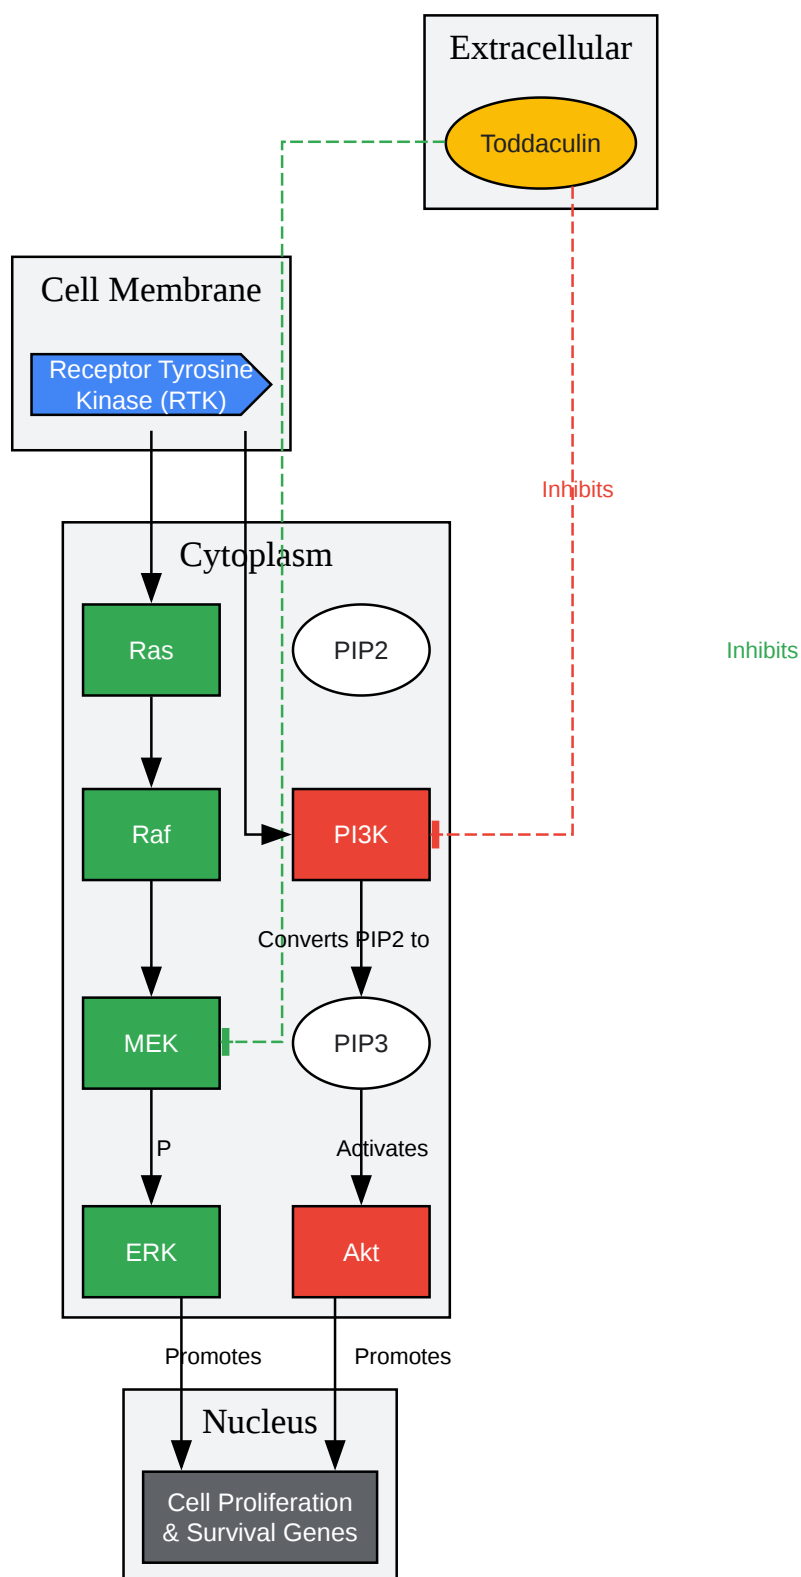 Extracellular
Toddaculin
Cell Membrane
Receptor Tyrosine
Kinase (RTK)
Inhibits
Cytoplasm
Ras
PIP2
Inhibits
Raf
PI3K
Converts PIP2 to
MEK
PIP3
P
Activates
ERK
Akt
Promotes
Promotes
Nucleus
Cell Proliferation
& Survival Genes